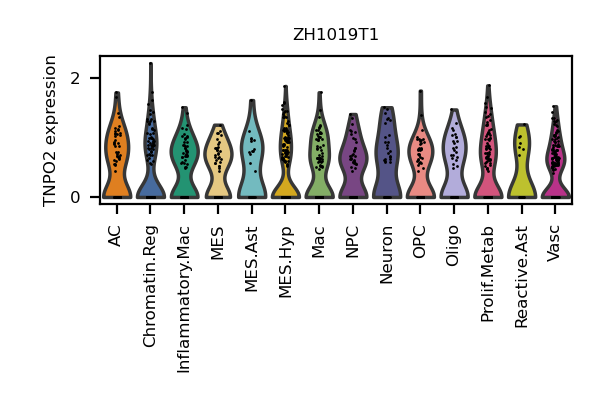 ZH1019T1
TNPO2 expression
2
0
AC
Chromatin.Reg
Inflammatory.Mac
MES
MES.Ast
MES.Hyp
Mac
NPC
Neuron
OPC
Oligo
Prolif.Metab
Reactive.Ast
Vasc